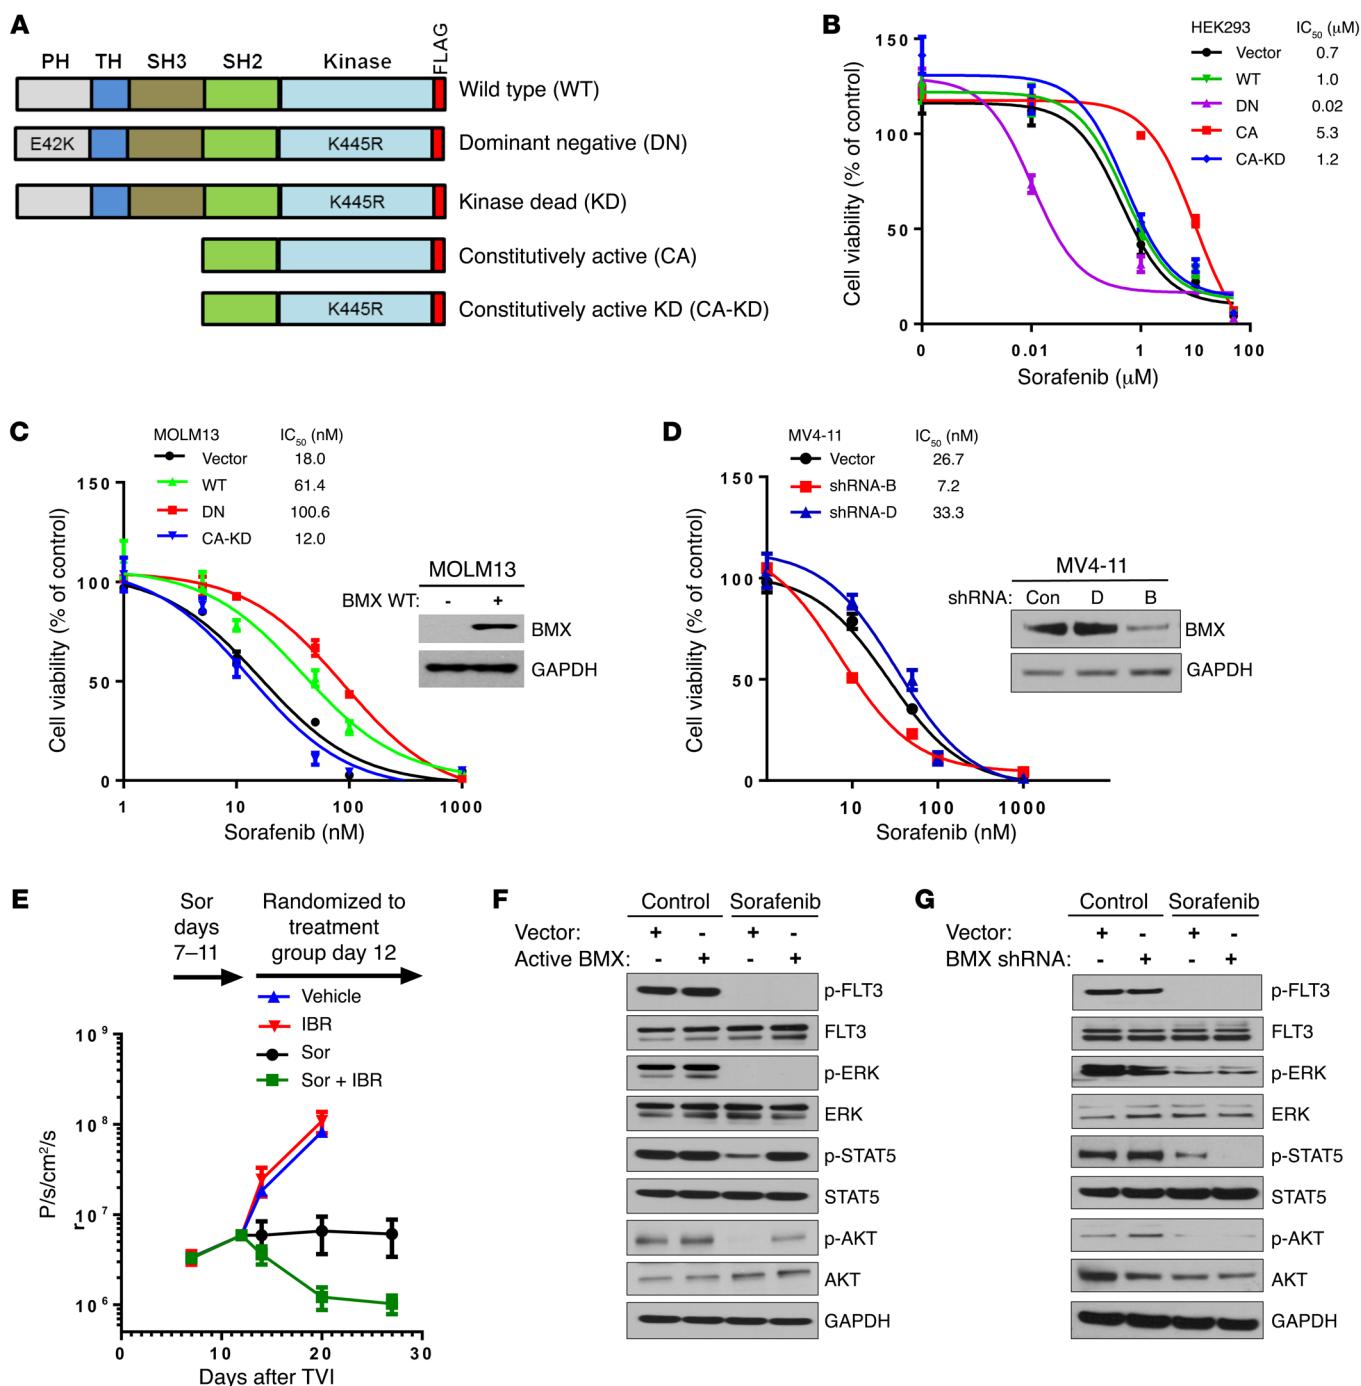 A
PH TH SH3 SH2 Kinase FLAG
Wild type (WT)
E42K K445R Dominant negative (DN)
K445R Kinase dead (KD)
Constitutively active (CA)
K445R Constitutively active KD (CA-KD)
B
HEK293 IC50 (μM)
Vector 0.7
WT 1.0
DN 0.02
CA 5.3
CA-KD 1.2
Cell viability (% of control)
150
100
50
0
0 0.01 1 10 100
Sorafenib (μM)
C
MOLM13 IC50 (nM)
Vector 18.0
WT 61.4
DN 100.6
CA-KD 12.0
Cell viability (% of control)
150
100
50
0
1 10 100 1000
Sorafenib (nM)
MOLM13
BMX WT: - +
BMX
GAPDH
D
MV4-11 IC50 (nM)
Vector 26.7
shRNA-B 7.2
shRNA-D 33.3
Cell viability (% of control)
150
100
50
0
10 100 1000
Sorafenib (nM)
MV4-11
shRNA: Con D B
BMX
GAPDH
E
Sor
days
7–11
Randomized to
treatment
group day 12
Vehicle
IBR
Sor
Sor + IBR
P/s/cm2/s
r
10 9
10 8
10 7
10 6
0 10 20 30
Days after TVI
F
Control Sorafenib
Vector: + - + -
Active BMX: - + - +
p-FLT3
FLT3
p-ERK
ERK
p-STAT5
STAT5
p-AKT
AKT
GAPDH
G
Control Sorafenib
Vector: + - + -
BMX shRNA: - + - +
p-FLT3
FLT3
p-ERK
ERK
p-STAT5
STAT5
p-AKT
AKT
GAPDH